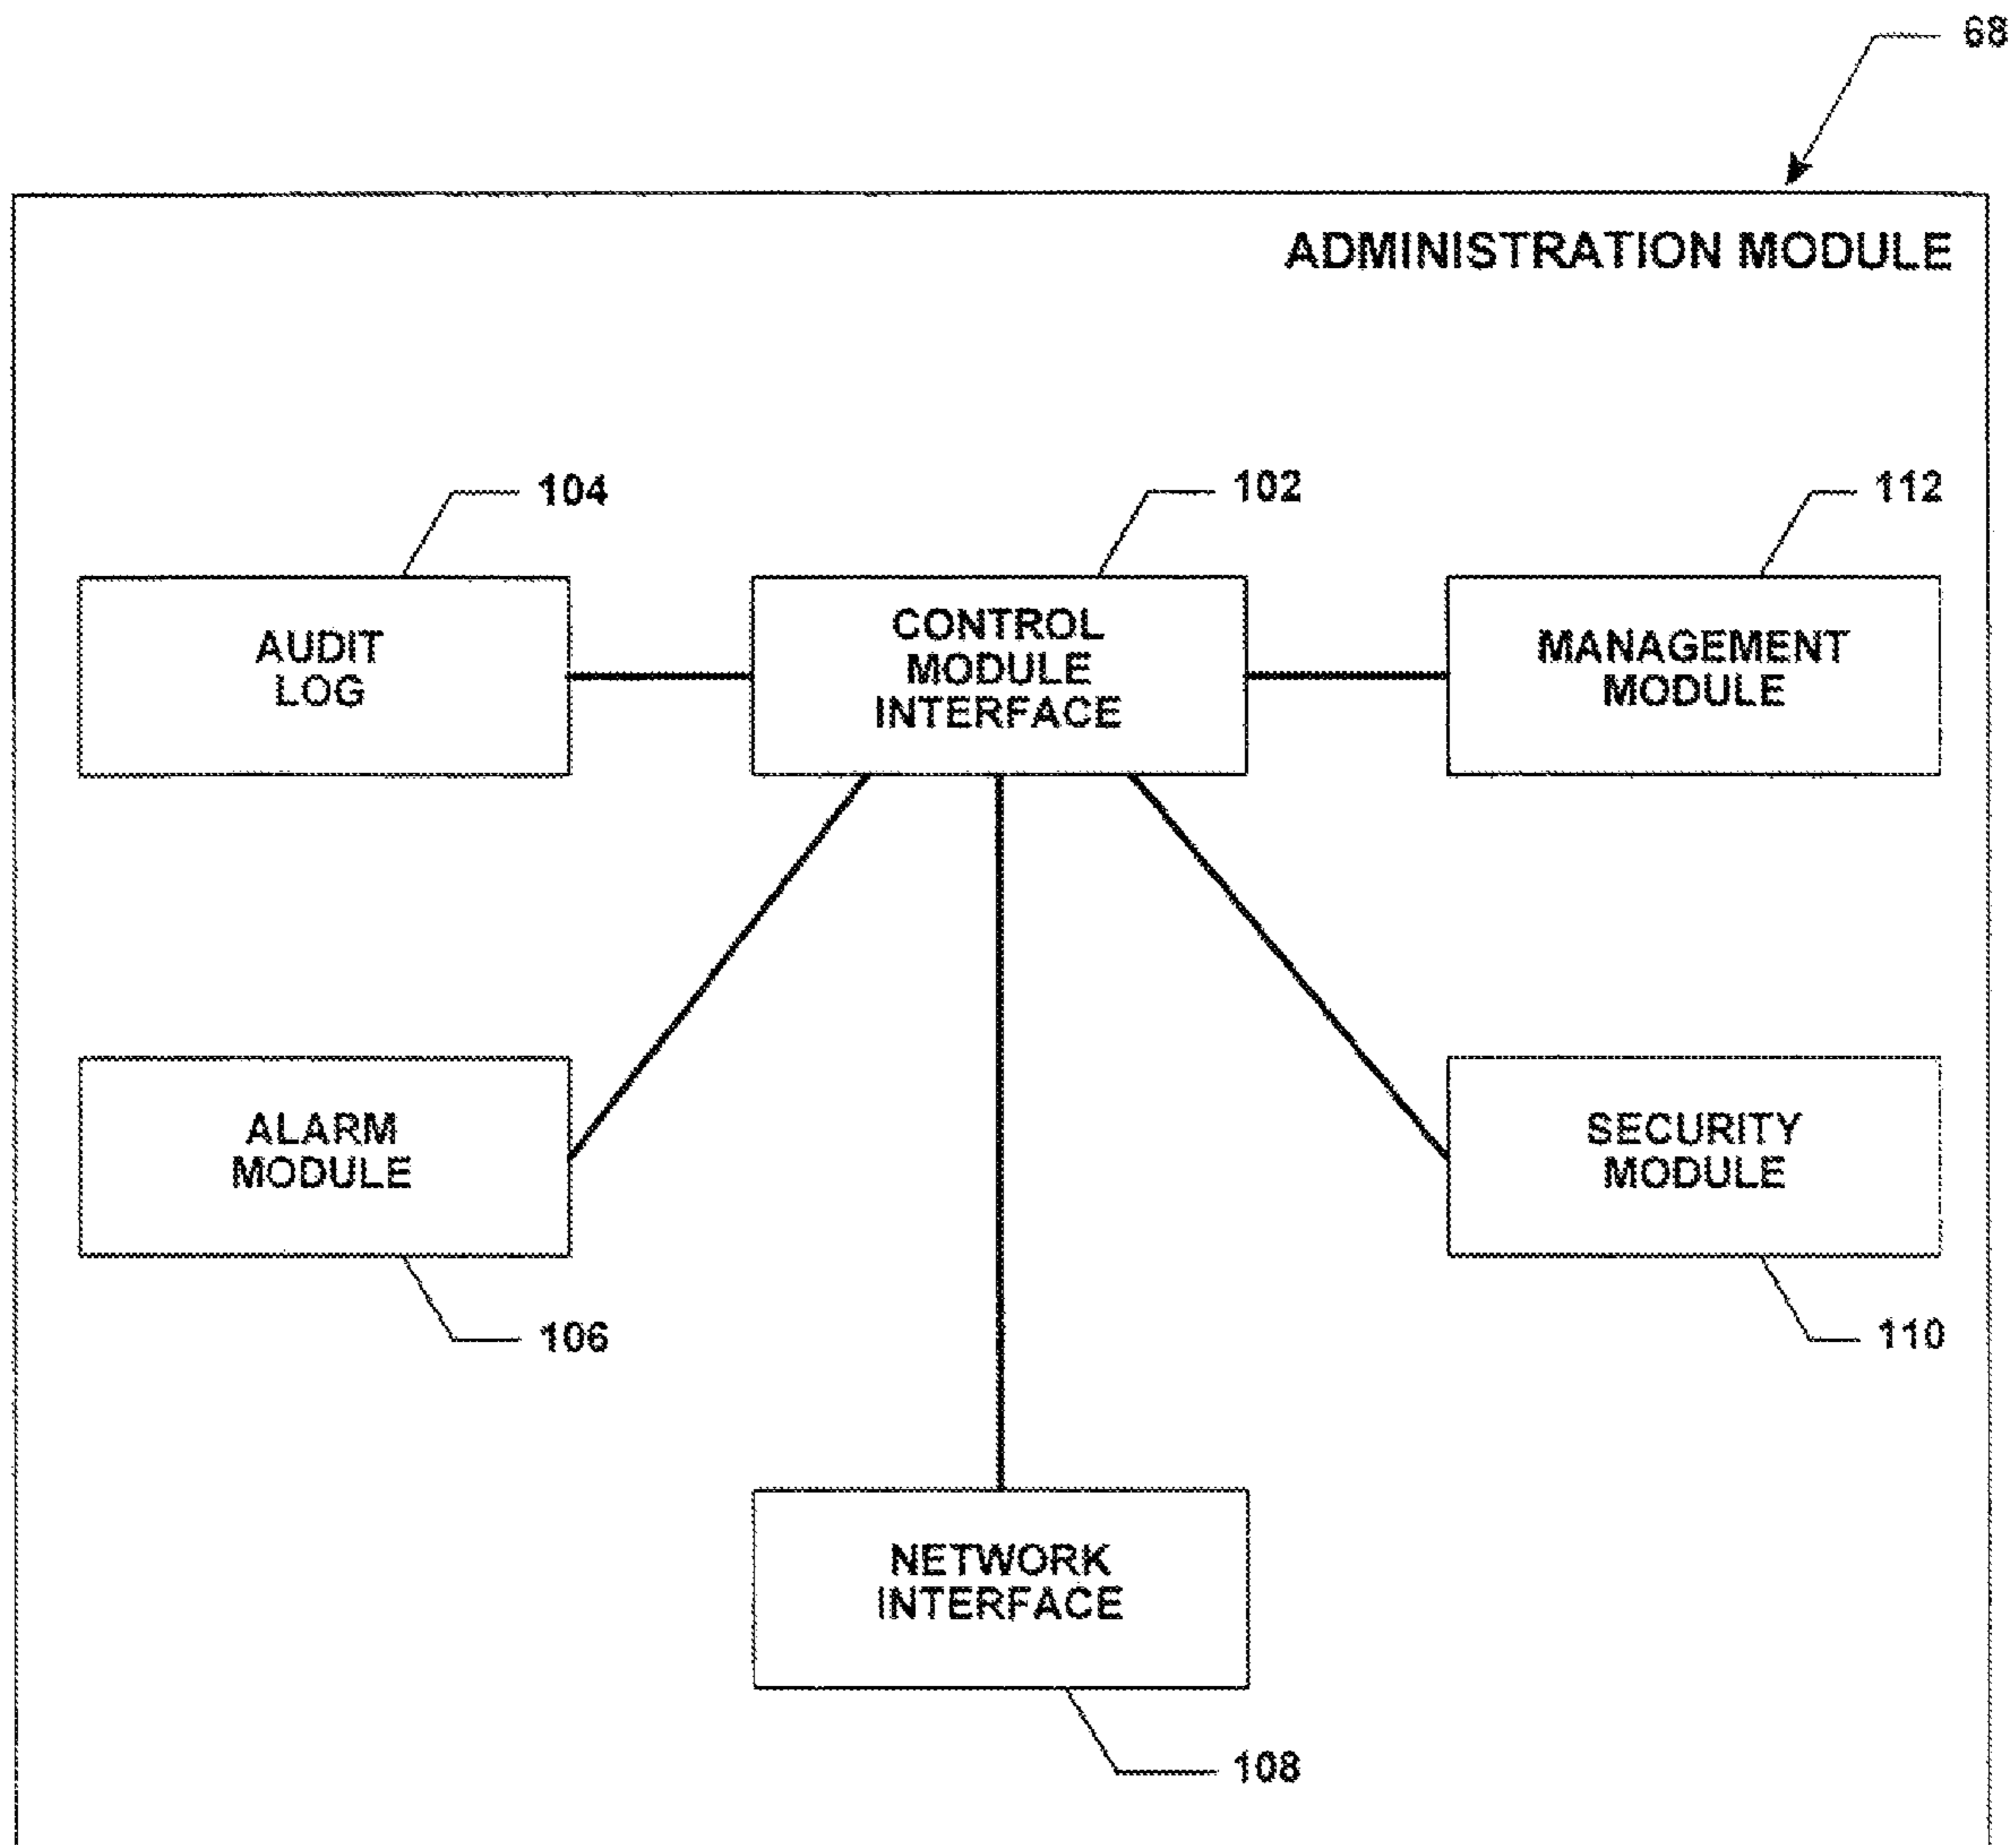 68
ADMINISTRATION MODULE
104
102
112
AUDIT
LOG
CONTROL
MODULE
INTERFACE
MANAGEMENT
MODULE
ALARM
MODULE
SECURITY
MODULE
106
110
NETWORK
INTERFACE
108